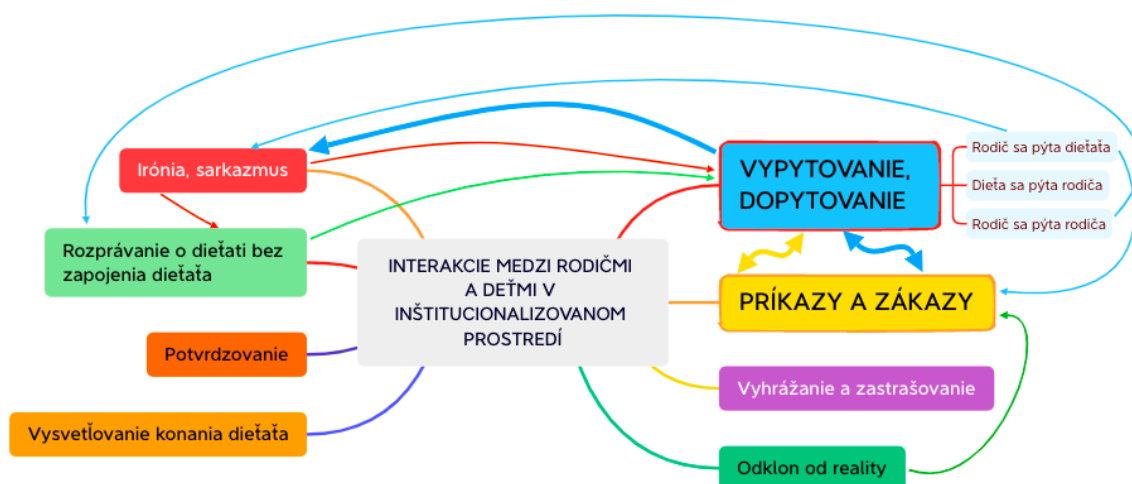 Irónia, sarkazmus
Rozprávanie o dieťati bez
zapojenia dieťaťa
Potvrdzovanie
Vysvetľovanie konania dieťaťa
INTERAKCIE MEDZI RODIČMI
A DEŤMI V
INŠTITUCIONALIZOVANOM
PROSTREDÍ
VYPYTOVANIE,
DOPYTOVANIE
Rodič sa pýta dieťaťa
Dieťa sa pýta rodiča
Rodič sa pýta rodiča
PRÍKAZY A ZÁKAZY
Vyhrážanie a zastrašovanie
Odklon od reality